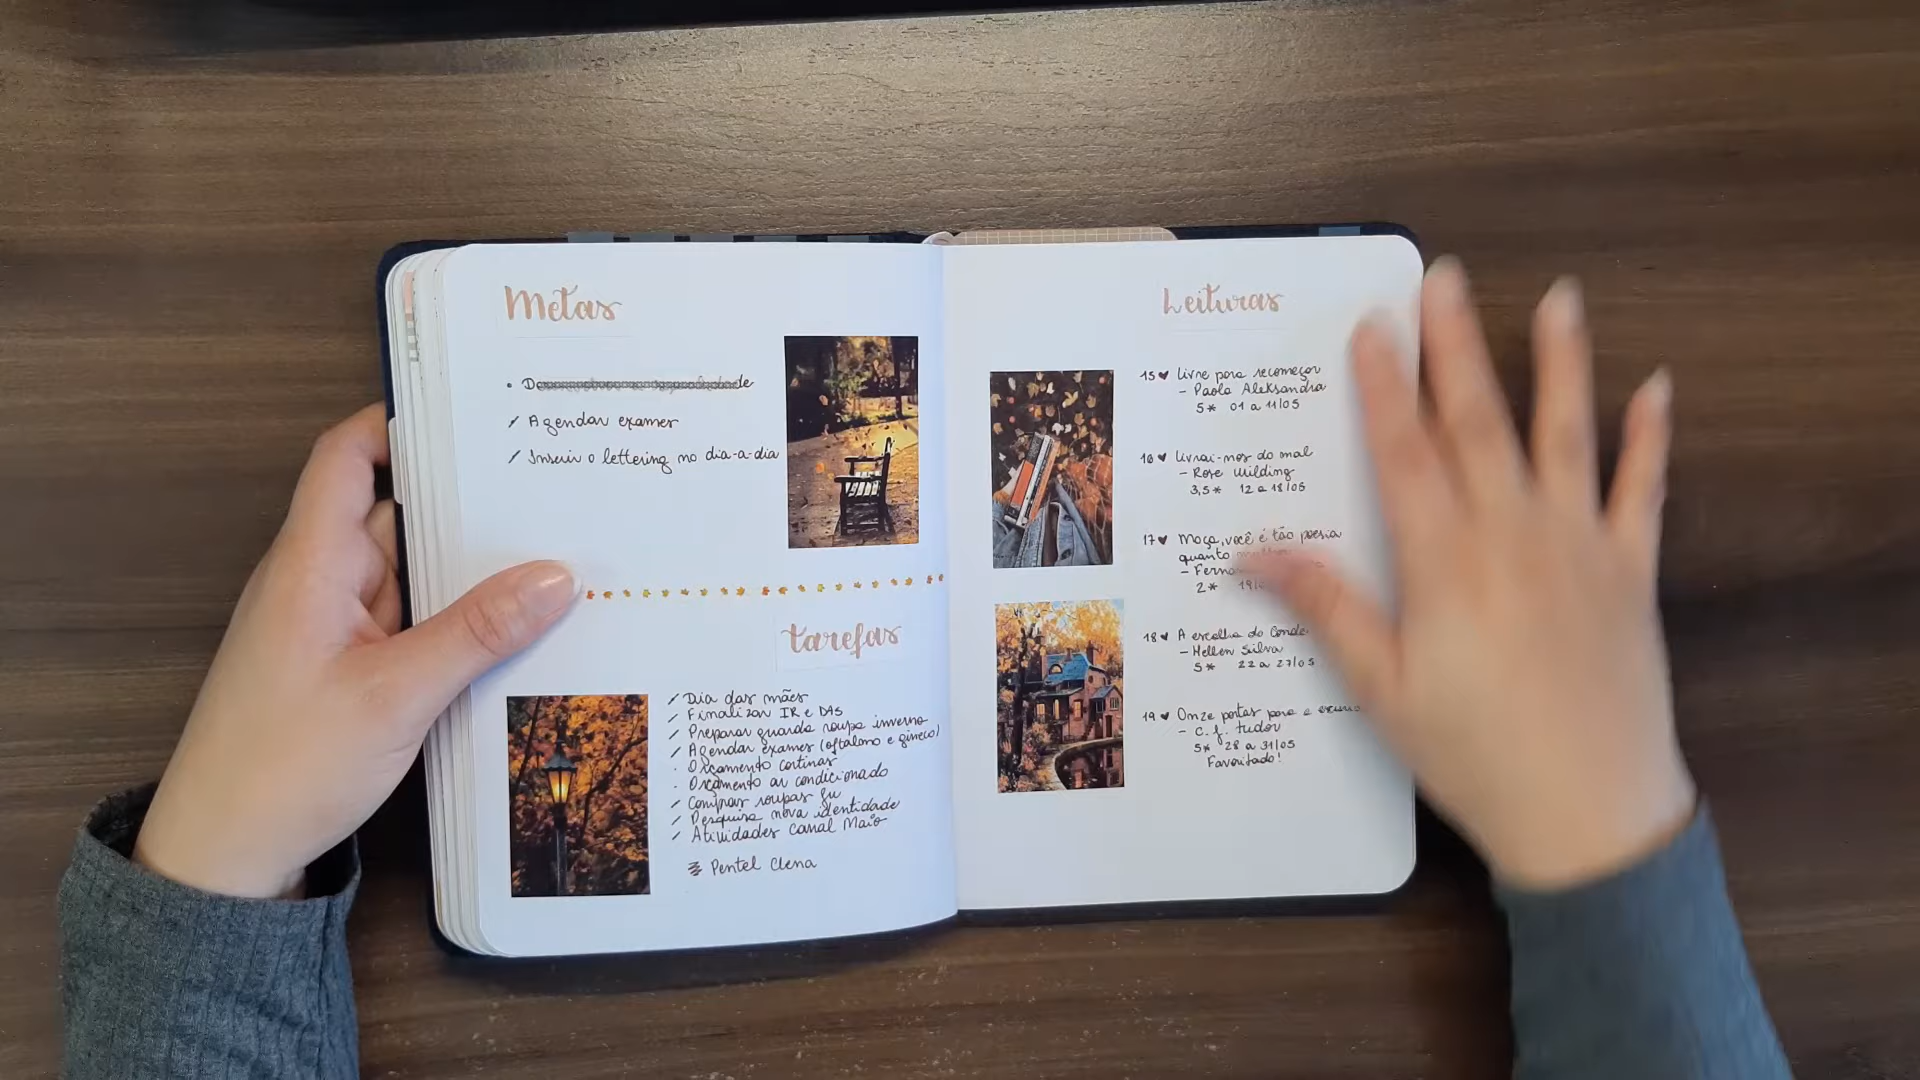 Metas
• De
/ Agendar exames
/ Inserir o lettering no dia-a-dia
tarefas
/ Dia das mães
/ Finalizar IR e DAS
/ Preparar guarda roupa inverno
/ Agendar exames (oftalmo e gineco)
· Orçamento cortinas
· Orçamento ar condicionado
/ Comprar roupas fu
/ Pesquisa nova identidade
/ Atividades canal Maio
Pentel Clena
Leituras
15♥ Livre para recomeçar
- Paola Aleksandra
5* 01 a 11/05
16♥ Livrai-nos do mal
- Rose Wilding
3,5* 12 a 18/05
17♥ Moça, você é tão poesia
quanto
2*
18♥ A escolha do Conde
- Hellen Silva
5* 22 a 27/05
19♥ Onze portas para a
- C. J. Tudor
5* 28 a 31/05
Favoritado!